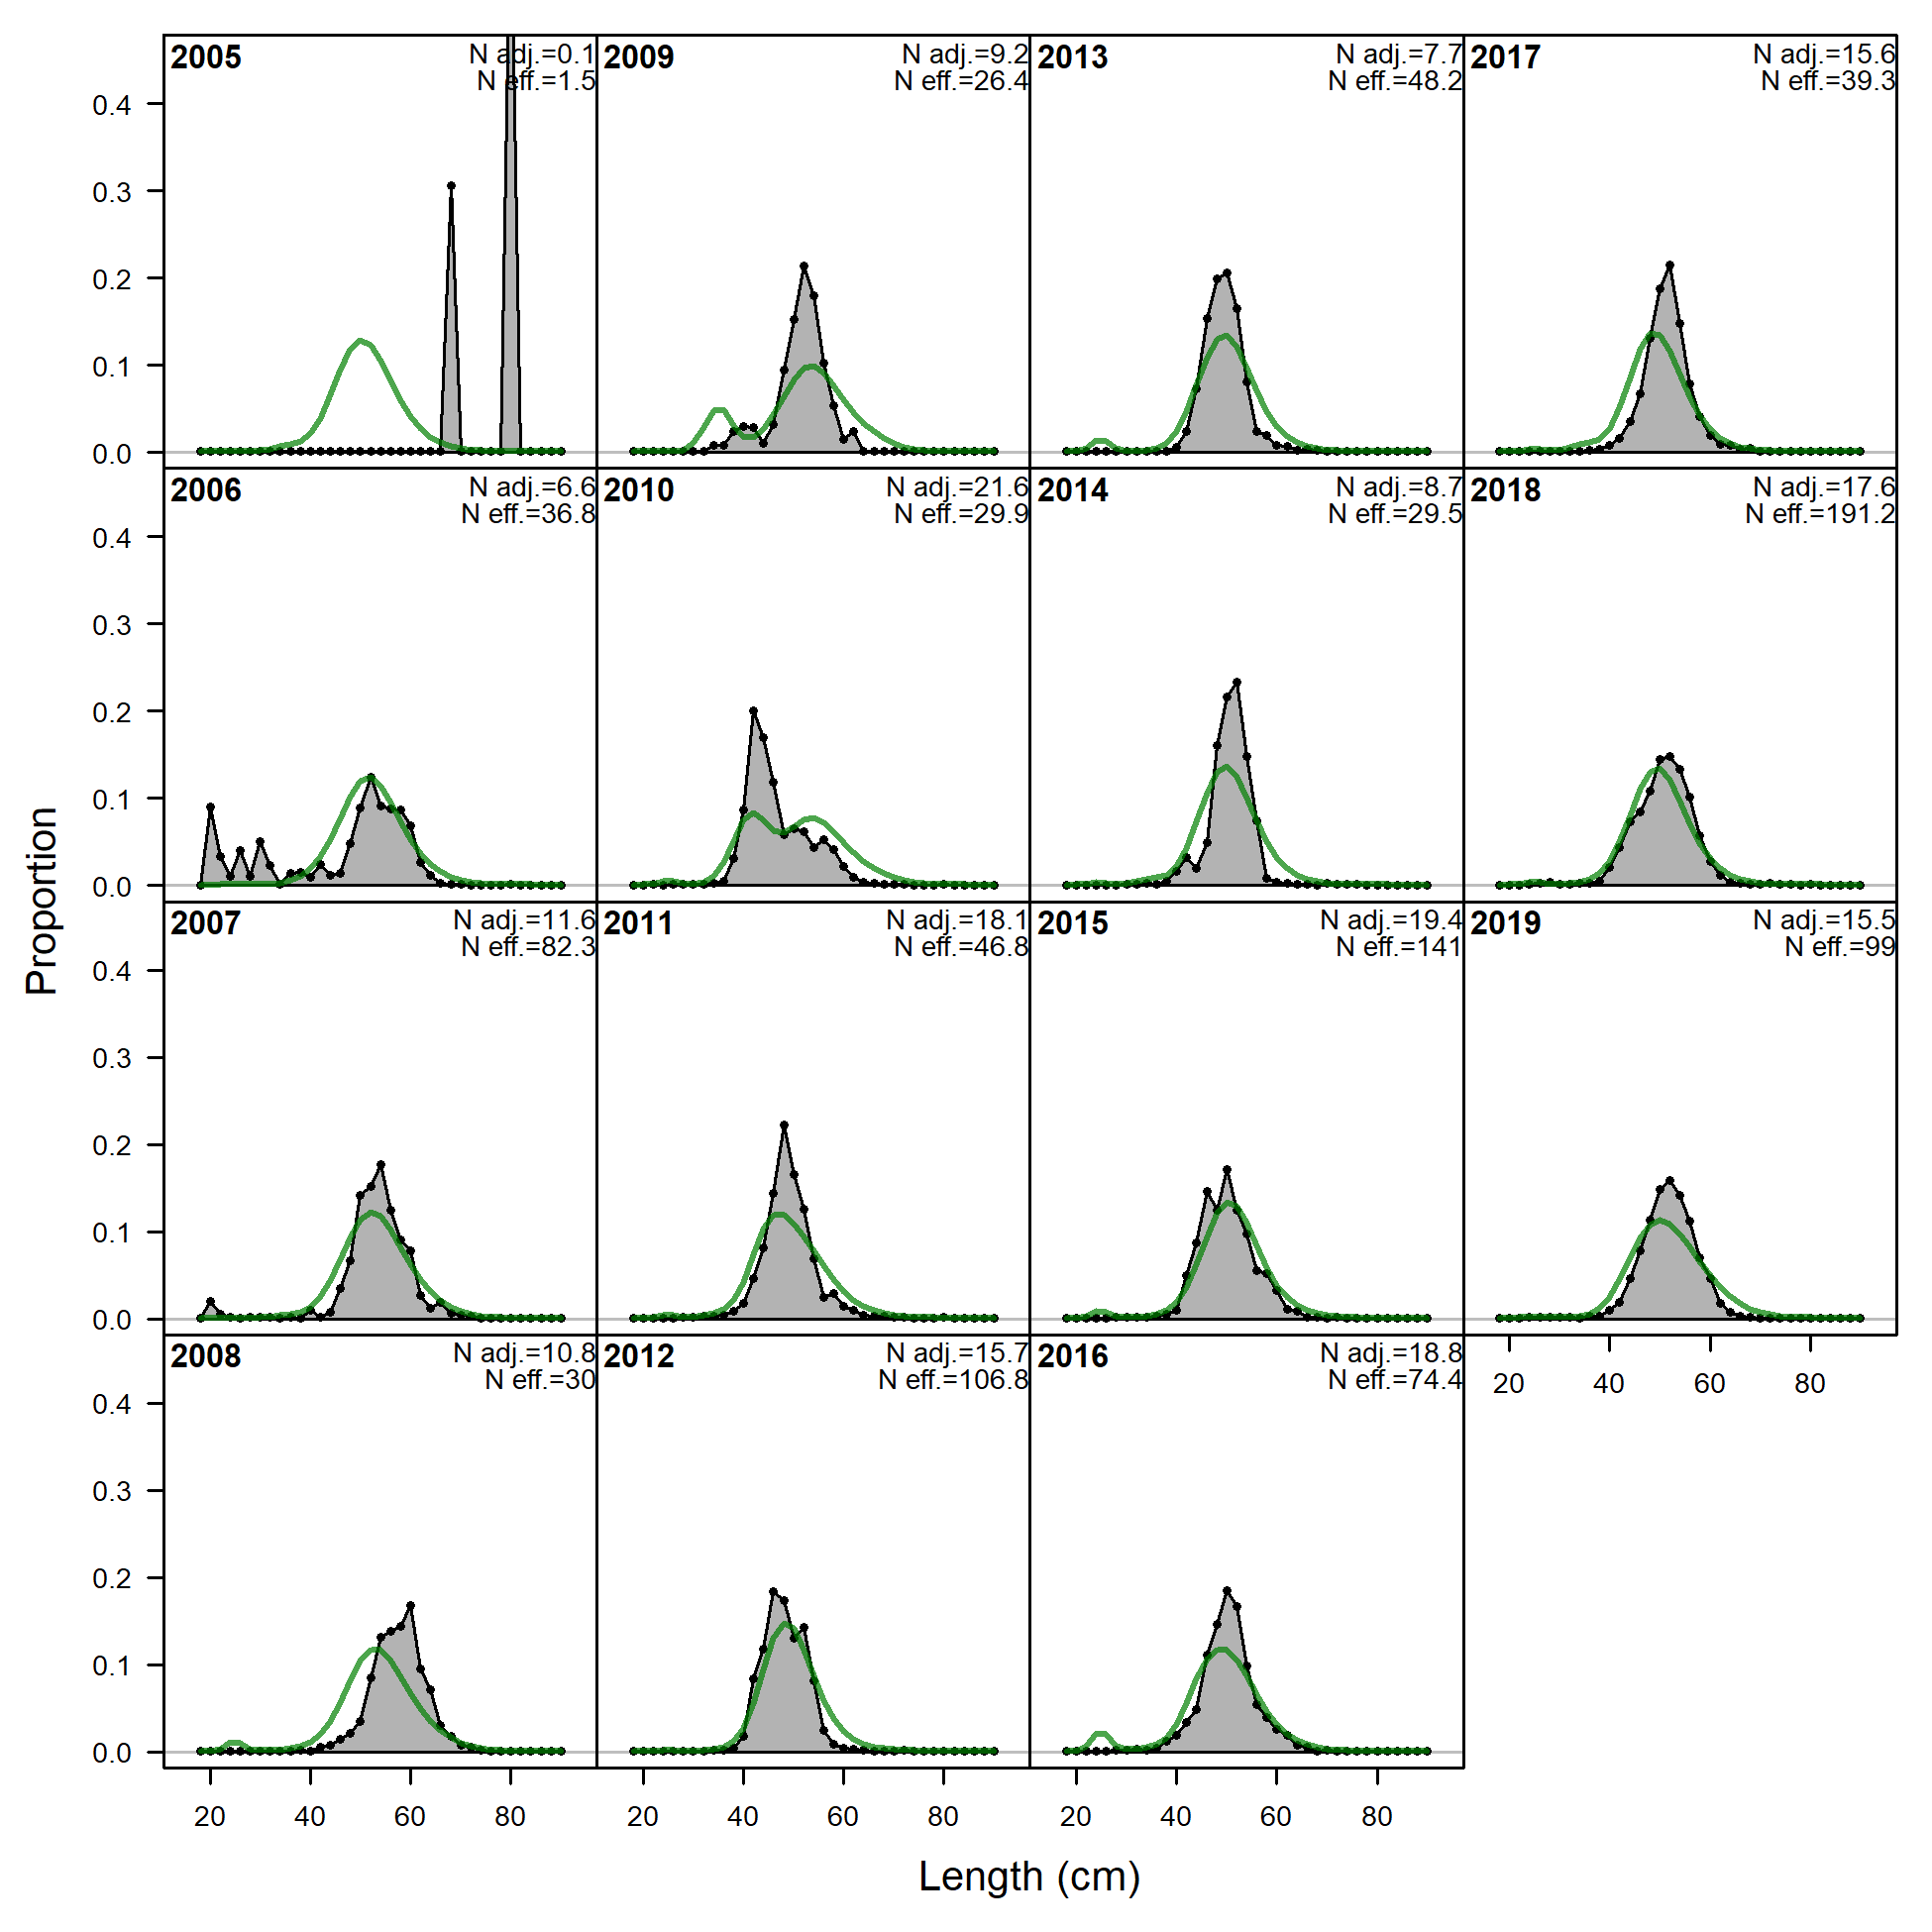 2005
N adj.=0.1
N eff.=1.5
2009
N adj.=9.2
N eff.=26.4
2013
N adj.=7.7
N eff.=48.2
2017
N adj.=15.6
N eff.=39.3
0.4
0.3
0.2
0.1
0.0
2006
N adj.=6.6
N eff.=36.8
2010
N adj.=21.6
N eff.=29.9
2014
N adj.=8.7
N eff.=29.5
2018
N adj.=17.6
N eff.=191.2
0.4
0.3
0.2
0.1
0.0
2007
N adj.=11.6
N eff.=82.3
2011
N adj.=18.1
N eff.=46.8
2015
N adj.=19.4
N eff.=141
2019
N adj.=15.5
N eff.=99
0.4
0.3
0.2
0.1
0.0
20 40 60 80
2008
N adj.=10.8
N eff.=30
2012
N adj.=15.7
N eff.=106.8
2016
N adj.=18.8
N eff.=74.4
0.4
0.3
0.2
0.1
0.0
20 40 60 80
20 40 60 80
20 40 60 80
Proportion
Length (cm)